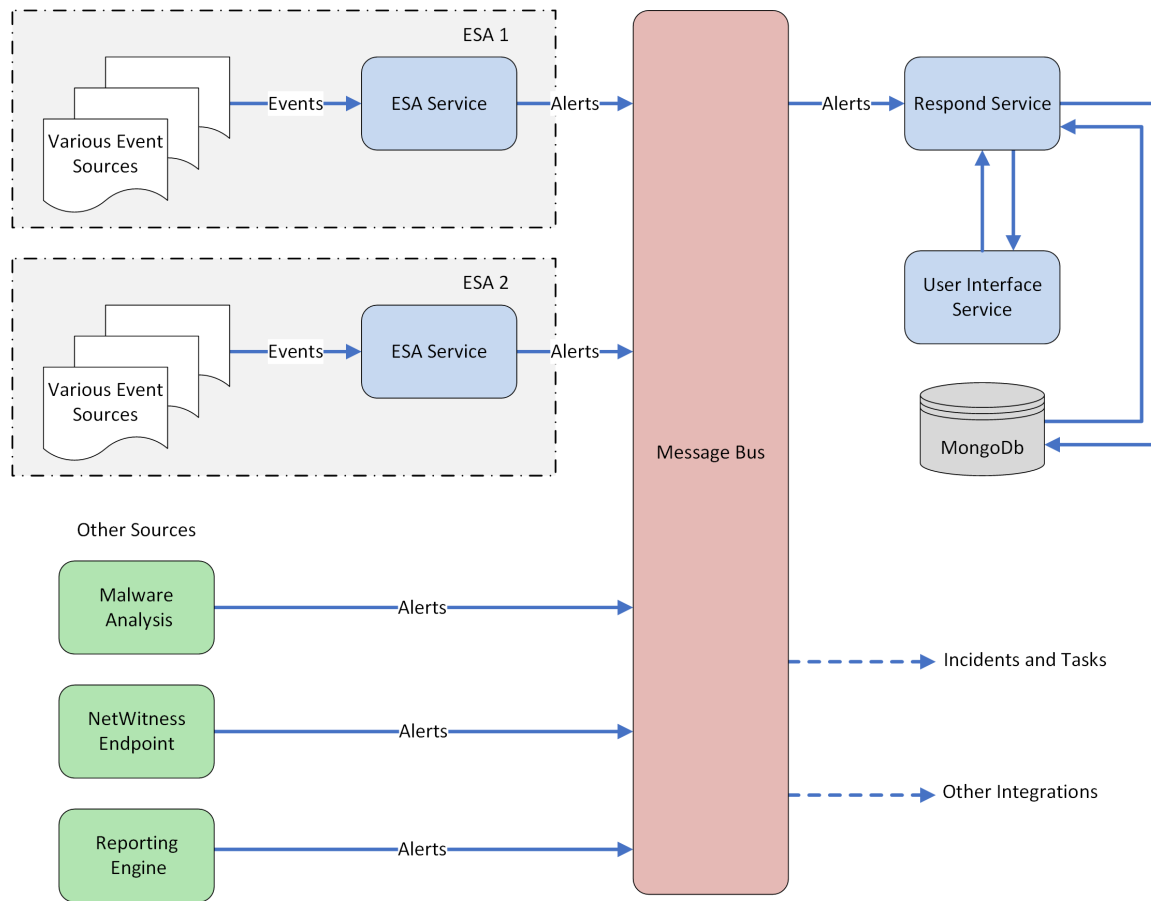 ESA 1
Various Event
Sources
Events
ESA Service
Alerts
ESA 2
Various Event
Sources
Events
ESA Service
Alerts
Other Sources
Malware
Analysis
Alerts
NetWitness
Endpoint
Alerts
Reporting
Engine
Alerts
Message Bus
Alerts
Respond Service
User Interface
Service
MongoDb
Incidents and Tasks
Other Integrations